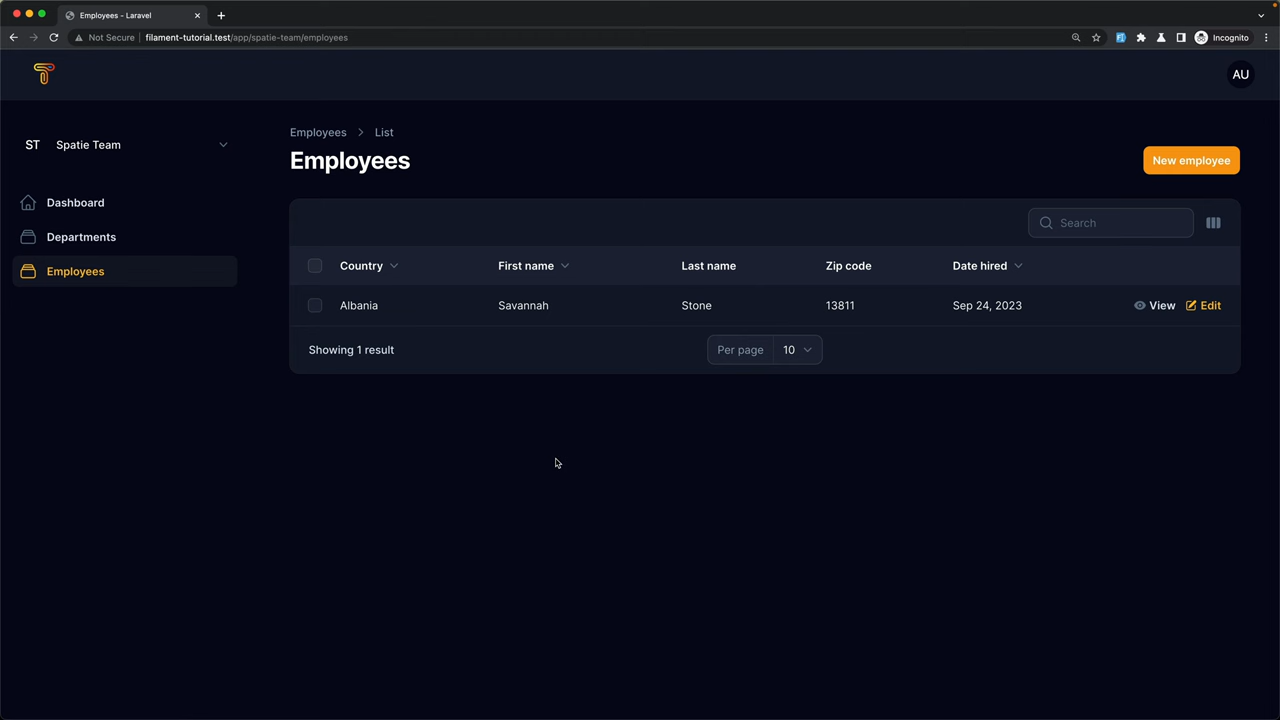 Employees - Laravel
Not Secure filament-tutorial.test/app/spatie-team/employees Incognito
AU
ST Spatie Team
Dashboard
Departments
Employees
Employees List
Employees
New employee
Search
Country First name Last name Zip code Date hired
Albania Savannah Stone 13811 Sep 24, 2023 View Edit
Showing 1 result Per page 10